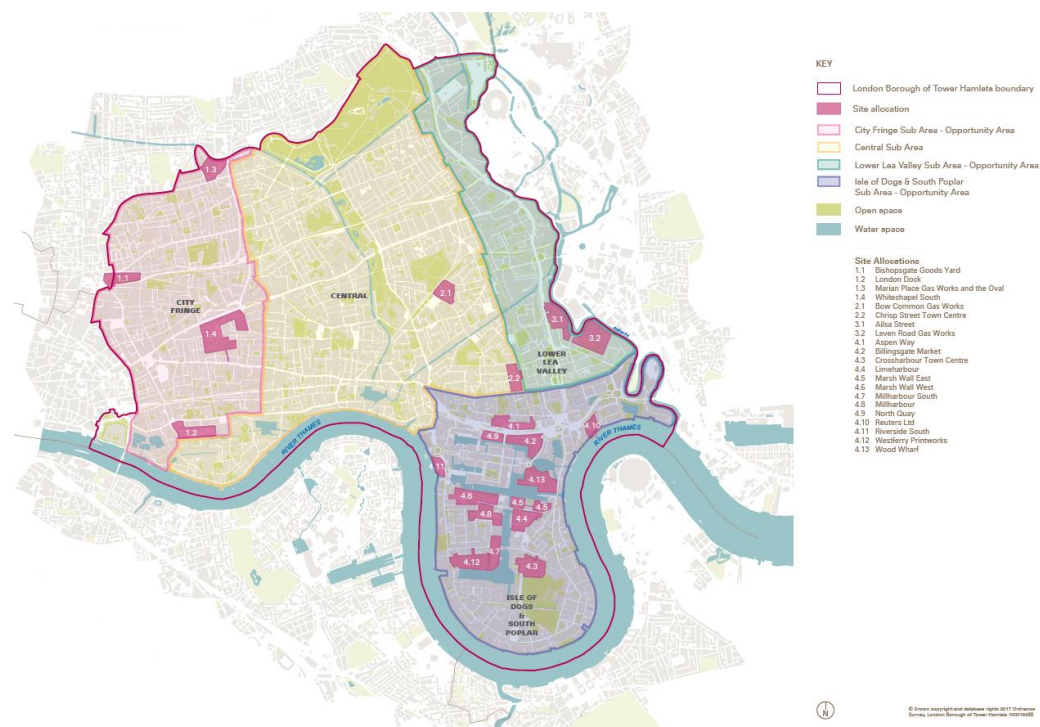 KEY
London Borough of Tower Hamlets boundary
Site allocation
City Fringe Sub Area - Opportunity Area
Central Sub Area
Lower Lea Valley Sub Area - Opportunity Area
Isle of Dogs & South Poplar
Sub Area - Opportunity Area
Open space
Water space
Site Allocations
1.1 Bishopsgate Goods Yard
1.2 London Dock
1.3 Marian Place Gas Works and the Oval
1.4 Whitechapel South
2.1 Bow Common Gas Works
2.2 Chrisp Street Town Centre
3.1 Ailsa Street
3.2 Leven Road Gas Works
4.1 Aspen Way
4.2 Billingsgate Market
4.3 Crossharbour Town Centre
4.4 Limeharbour
4.5 Marsh Wall East
4.6 Marsh Wall West
4.7 Millharbour South
4.8 Millharbour
4.9 North Quay
4.10 Reuters Ltd
4.11 Riverside South
4.12 Westferry Printworks
4.13 Wood Wharf
1.3
1.1
CITY
FRINGE
1.4
1.2
CENTRAL
2.1
3.1
3.2
LOWER
LEA
VALLEY
2.2
RIVER THAMES
RIVER THAMES
4.1
4.10
4.9
4.2
4.11
4.13
4.6
4.5
4.5
4.8
4.4
4.7
4.12
4.3
ISLE OF
DOGS
&
SOUTH
POPLAR
N
© Crown copyright and database rights 2017 Ordnance
Survey, London Borough of Tower Hamlets